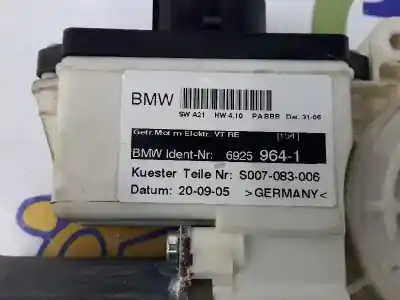 BMW
SW A21 HW 4.10 PA BBB Dat. 31-05
Getr.Mot m Elektr. VT RE [154]
BMW Ident-Nr: 6925 964-1
Kuester Teile Nr: S007-083-006
Datum: 20-09-05 >GERMANY<